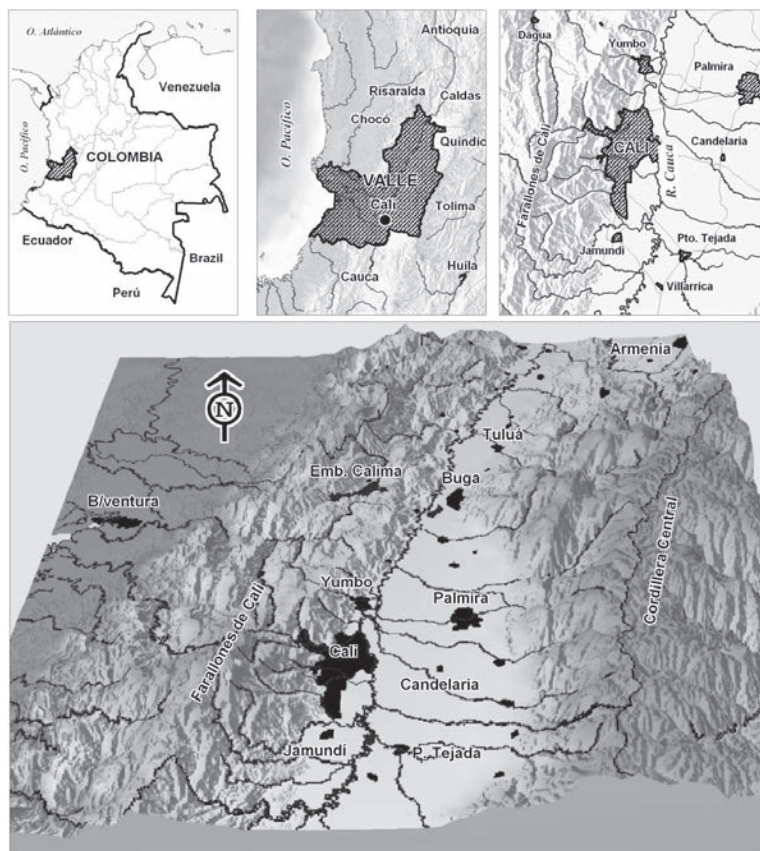 O. Atlántico
Venezuela
O. Pacífico
COLOMBIA
Ecuador
Brazil
Perú
Antioquia
Risaralda
Caldas
Chocó
O. Pacífico
Quindic
VALLE
Cali
Tolima
Cauca
Huila
Dagua
Yumbo
Palmira
Farallones de Cali
CALI
R. Cauca
Candelaria
Jamundí
Pto. Tejada
Villarrica
Armenia
N
Tuluá
Emb. Calima
Buga
B/ventura
Cordillera Central
Farallones de Cali
Yumbo
Palmira
Cali
Candelaria
Jamundí
P. Tejada